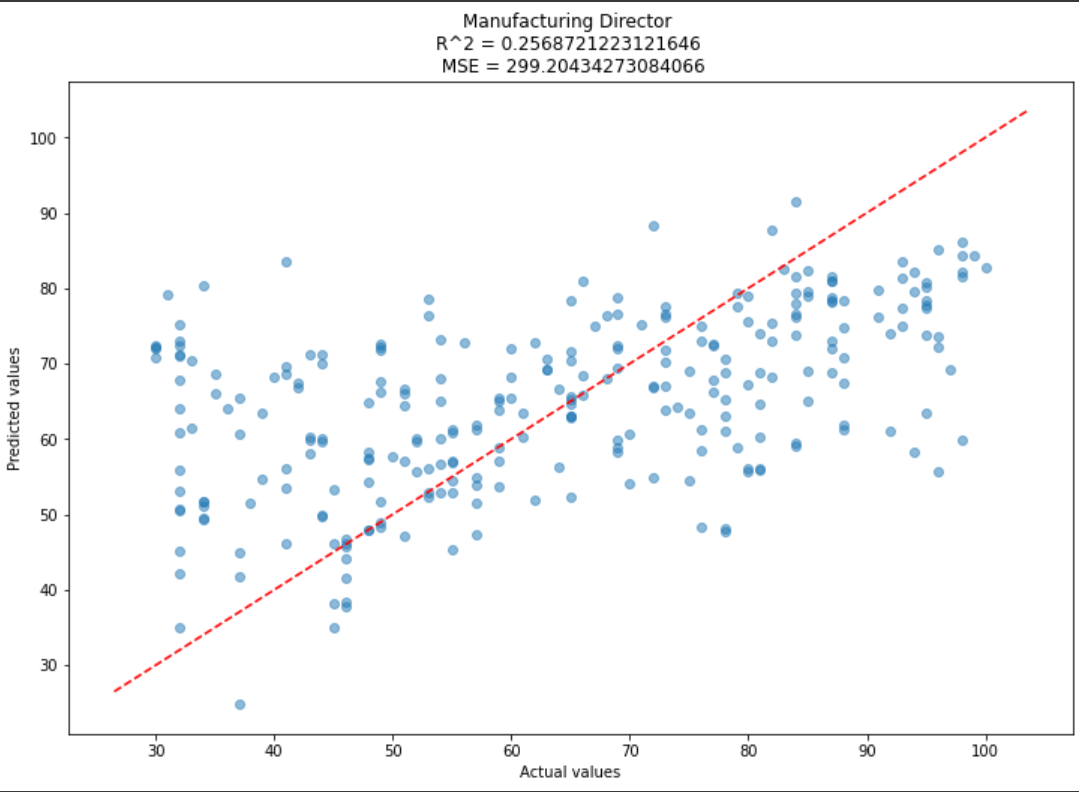 Manufacturing Director
R^2 = 0.2568721223121646
MSE = 299.20434273084066
Predicted values
100
90
80
70
60
50
40
30
30 40 50 60 70 80 90 100
Actual values